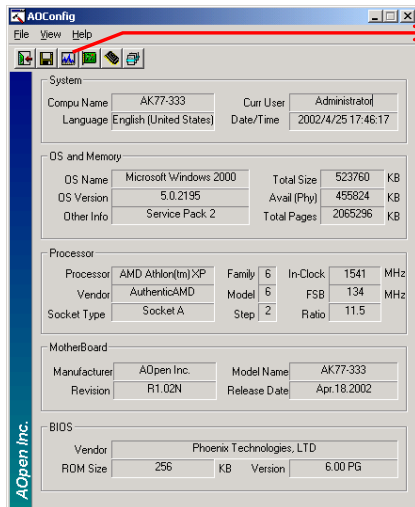 AOConfig
File View Help
System
Compu Name AK77-333 Curr User Administrator
Language English (United States) Date/Time 2002/4/25 17:46:17
OS and Memory
OS Name Microsoft Windows 2000 Total Size 523760 KB
OS Version 5.0.2195 Avail (Phy) 455824 KB
Other Info Service Pack 2 Total Pages 2065296 KB
Processor
Processor AMD Athlon(tm) XP Family 6 In-Clock 1541 MHz
Vendor AuthenticAMD Model 6 FSB 134 MHz
Socket Type Socket A Step 2 Ratio 11.5
MotherBoard
Manufacturer AOpen Inc. Model Name AK77-333
Revision R1.02N Release Date Apr.18.2002
BIOS
Vendor Phoenix Technologies, LTD
ROM Size 256 KB Version 6.00 PG
AOpen Inc.